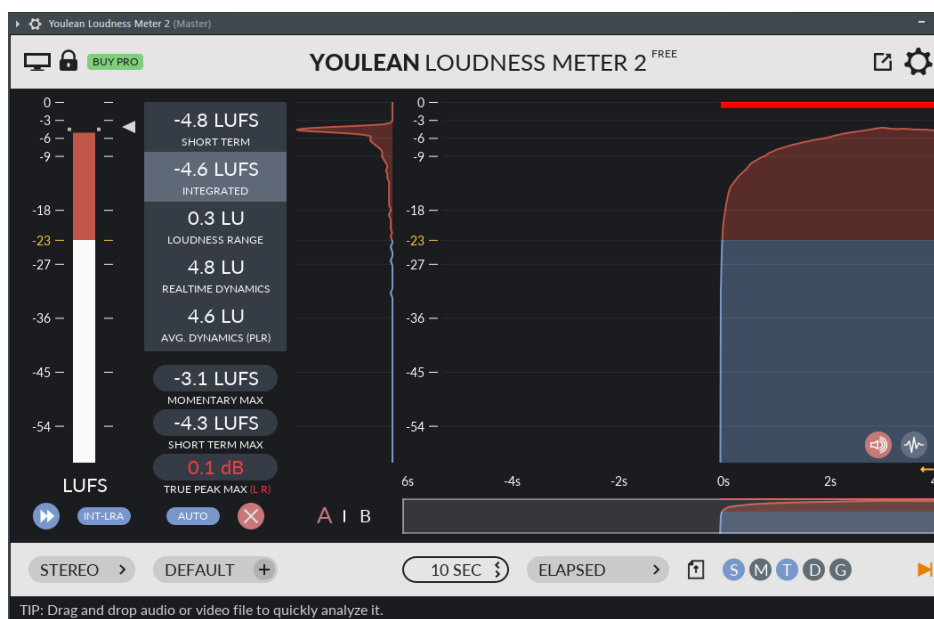 Youlean Loudness Meter 2 (Master)
BUY PRO
YOULEAN LOUDNESS METER 2 FREE
0
-3
-6
-9
-18
-23
-27
-36
-45
-54
LUFS
-4.8 LUFS
SHORT TERM
-4.6 LUFS
INTEGRATED
0.3 LU
LOUDNESS RANGE
4.8 LU
REALTIME DYNAMICS
4.6 LU
AVG. DYNAMICS (PLR)
-3.1 LUFS
MOMENTARY MAX
-4.3 LUFS
SHORT TERM MAX
0.1 dB
TRUE PEAK MAX (L R)
0
-3
-6
-9
-18
-23
-27
-36
-45
-54
6s -4s -2s 0s 2s 4
INT-LRA AUTO A I B
STEREO DEFAULT + 10 SEC ELAPSED S M T D G
TIP: Drag and drop audio or video file to quickly analyze it.